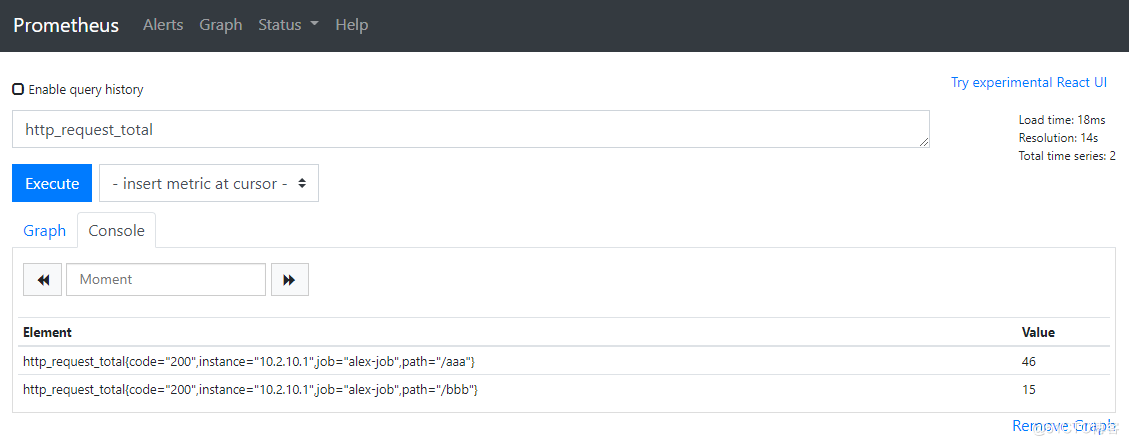 Prometheus Alerts Graph Status Help
Enable query history
Try experimental React UI
http_request_total
Load time: 18ms
Resolution: 14s
Total time series: 2
Execute - insert metric at cursor -
Graph Console
Moment
Element Value
http_request_total{code="200",instance="10.2.10.1",job="alex-job",path="/aaa"} 46
http_request_total{code="200",instance="10.2.10.1",job="alex-job",path="/bbb"} 15
Remove Graph